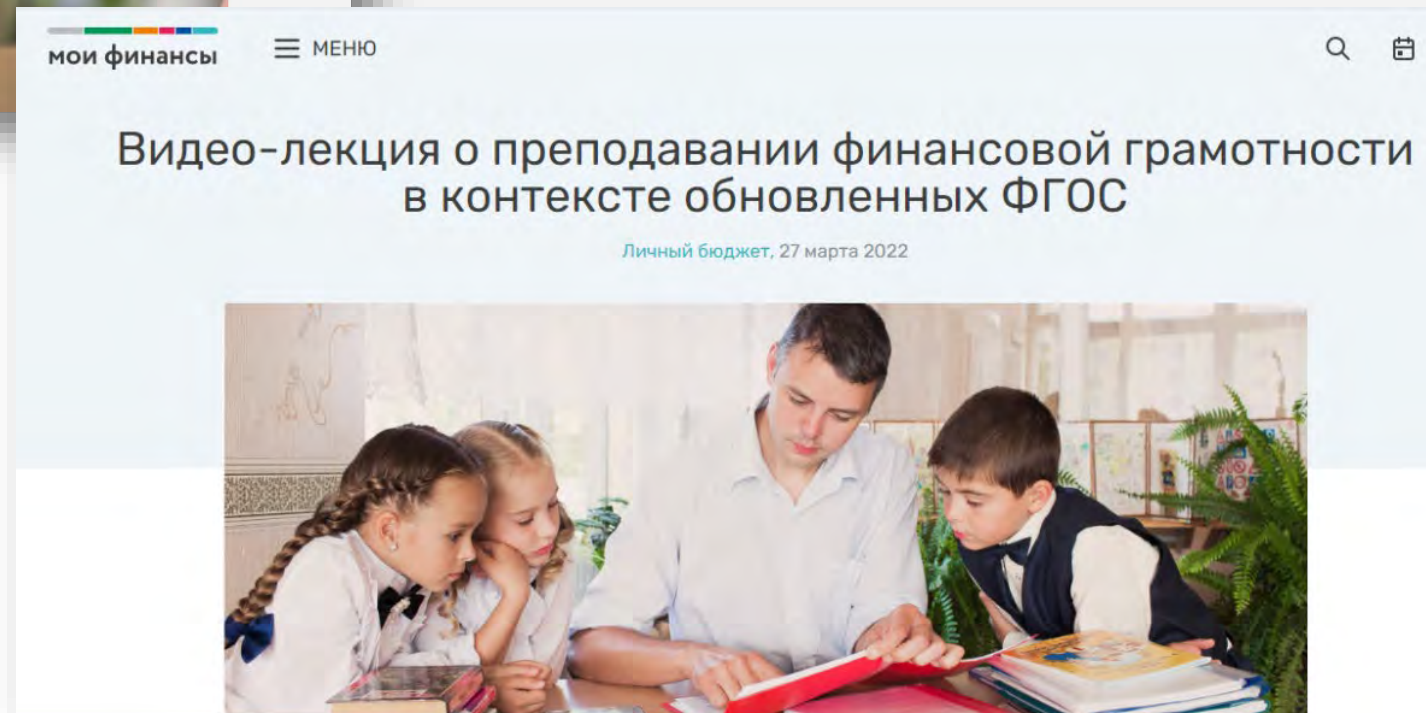 мои финансы
МЕНЮ
Видео-лекция о преподавании финансовой грамотности
в контексте обновленных ФГОС
Личный бюджет, 27 марта 2022